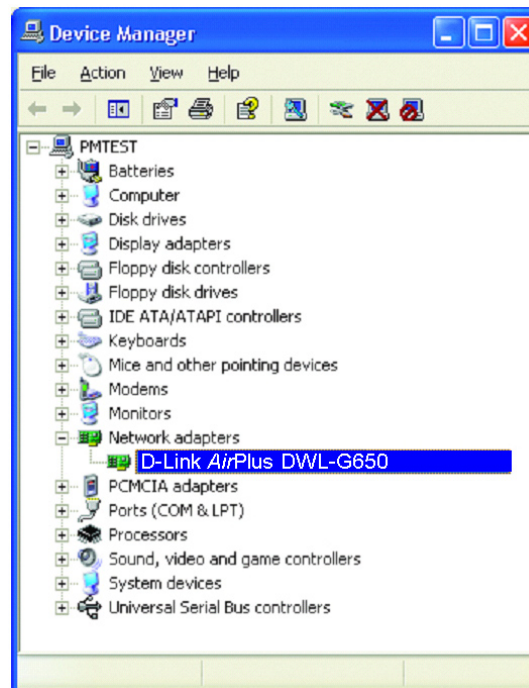 Device Manager
File Action View Help
PMTEST
Batteries
Computer
Disk drives
Display adapters
Floppy disk controllers
Floppy disk drives
IDE ATA/ATAPI controllers
Keyboards
Mice and other pointing devices
Modems
Monitors
Network adapters
D-Link AirPlus DWL-G650
PCMCIA adapters
Ports (COM & LPT)
Processors
Sound, video and game controllers
System devices
Universal Serial Bus controllers